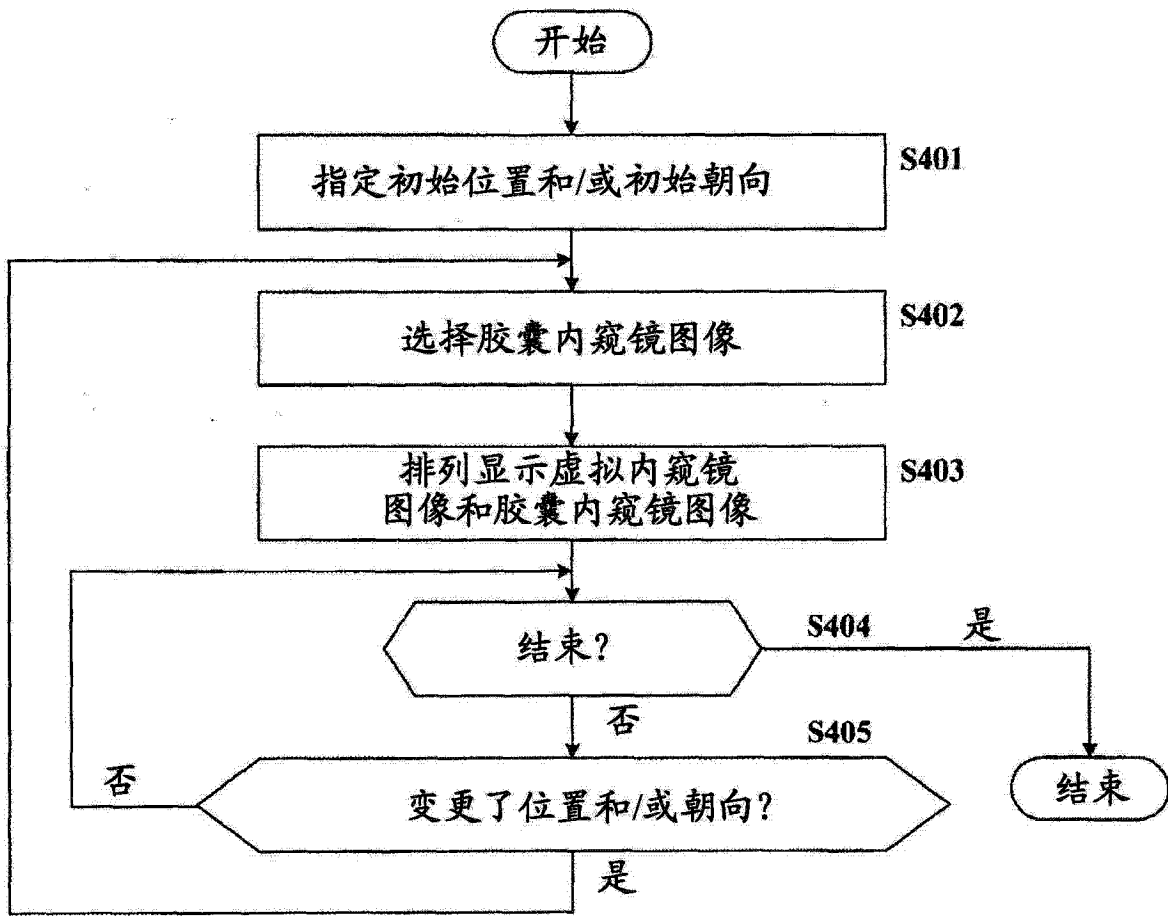 开始
指定初始位置和/或初始朝向
S401
选择胶囊内窥镜图像
S402
排列显示虚拟内窥镜
图像和胶囊内窥镜图像
S403
结束?
S404
是
否
S405
变更了位置和/或朝向?
否
是
结束